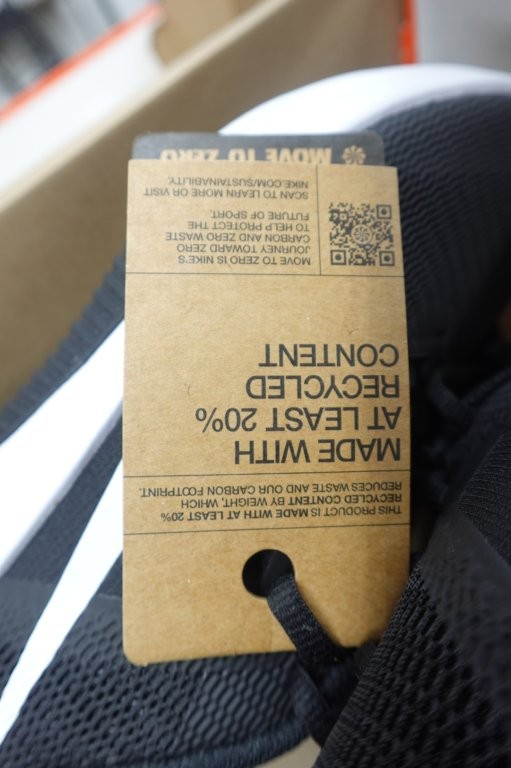 THIS PRODUCT IS MADE WITH AT LEAST 20%
RECYCLED CONTENT BY WEIGHT, WHICH
REDUCES WASTE AND OUR CARBON FOOTPRINT.
MADE WITH
AT LEAST 20%
RECYCLED
CONTENT
MOVE TO ZERO IS NIKE'S
JOURNEY TOWARD ZERO
CARBON AND ZERO WASTE
TO HELP PROTECT THE
FUTURE OF SPORT.
SCAN TO LEARN MORE OR VISIT
NIKE.COM/SUSTAINABILITY.
MOVE TO ZERO